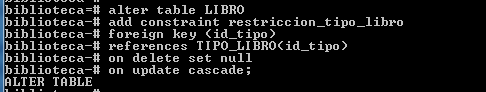 biblioteca=# alter table LIBRO
biblioteca-# add constraint restriccion_tipo_libro
biblioteca-# foreign key (id_tipo)
biblioteca-# references TIPO_LIBRO(id_tipo)
biblioteca-# on delete set null
biblioteca-# on update cascade;
ALTER TABLE